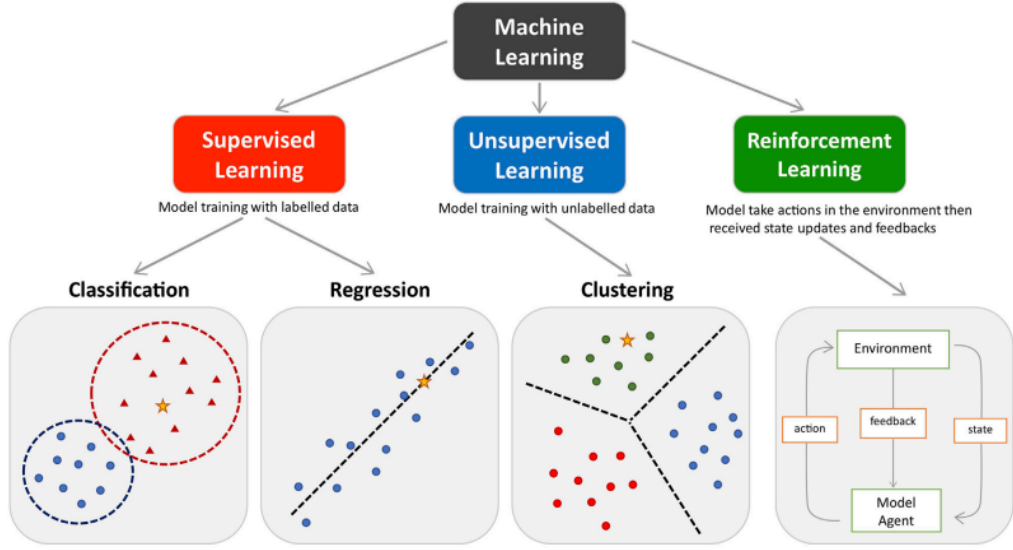 Machine
Learning
Supervised
Learning
Unsupervised
Learning
Reinforcement
Learning
Model training with labelled data
Model training with unlabelled data
Model take actions in the environment then
received state updates and feedbacks
Classification
Regression
Clustering
Environment
action
feedback
state
Model
Agent